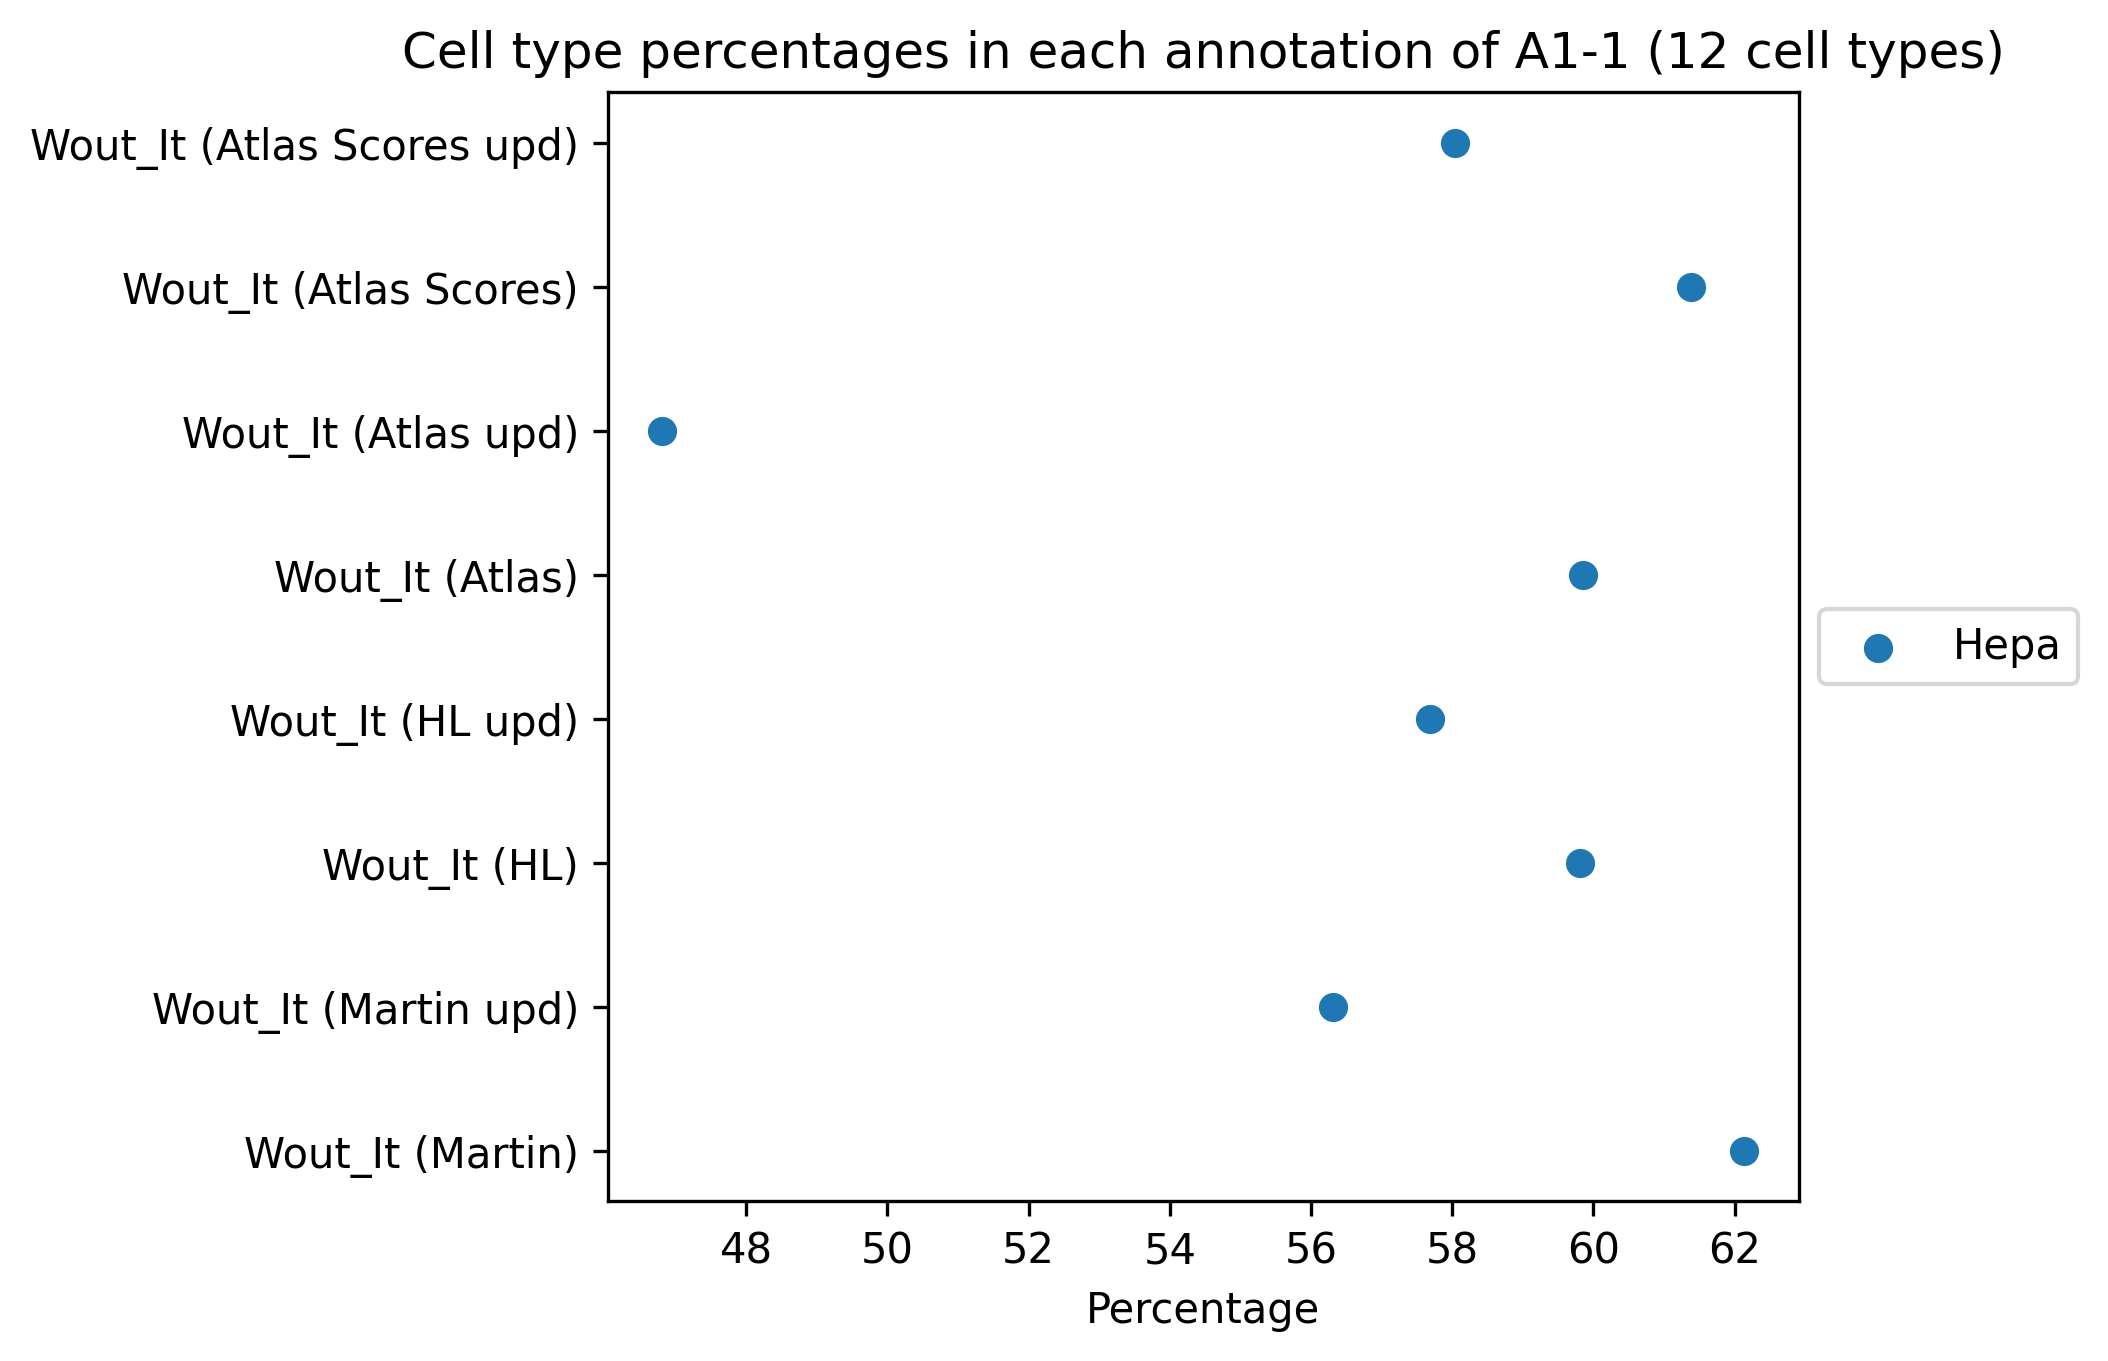 Cell type percentages in each annotation of A1-1 (12 cell types)
Wout_It (Atlas Scores upd)
Wout_It (Atlas Scores)
Wout_It (Atlas upd)
Wout_It (Atlas)
Wout_It (HL upd)
Wout_It (HL)
Wout_It (Martin upd)
Wout_It (Martin)
Hepa
48 50 52 54 56 58 60 62
Percentage